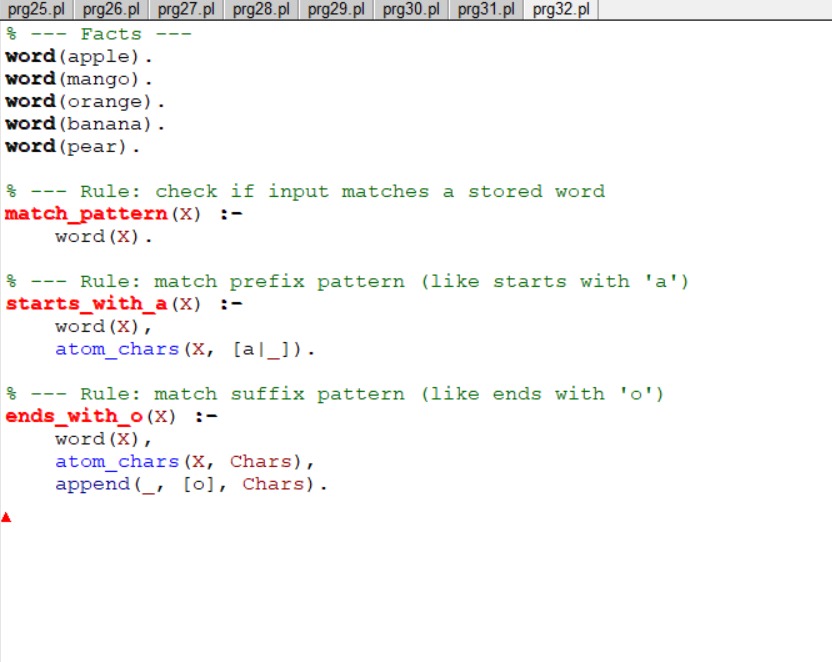 prg25.pl prg26.pl prg27.pl prg28.pl prg29.pl prg30.pl prg31.pl prg32.pl
% --- Facts ---
word(apple).
word(mango).
word(orange).
word(banana).
word(pear).
% --- Rule: check if input matches a stored word
match_pattern(X) :-
    word(X).
% --- Rule: match prefix pattern (like starts with 'a')
starts_with_a(X) :-
    word(X),
    atom_chars(X, [a|_]).
% --- Rule: match suffix pattern (like ends with 'o')
ends_with_o(X) :-
    word(X),
    atom_chars(X, Chars),
    append(_, [o], Chars).